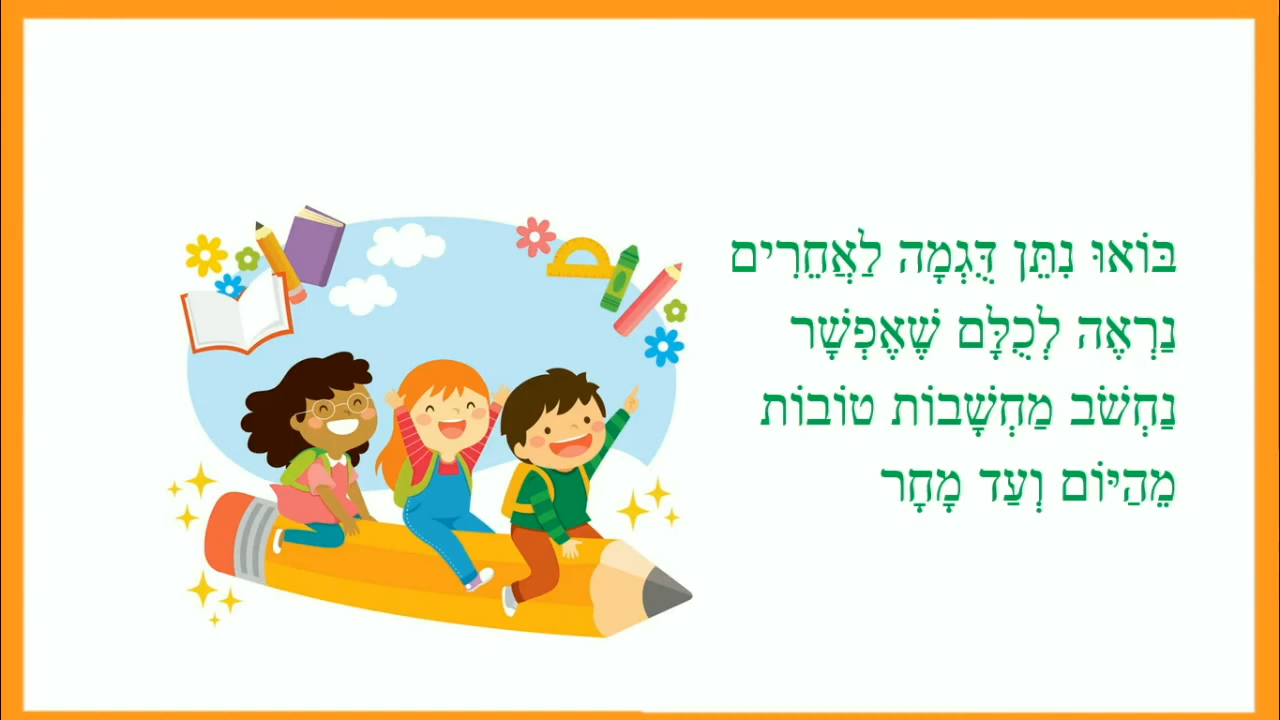 בּוֹאוּ נִתֵּן דֻּגְמָה לַאֲחֵרִים
נַרְאֶה לְכֻלָּם שֶׁאֶפְשָׁר
נַחְשֹׁב מַחְשָׁבוֹת טוֹבוֹת
מֵהַיּוֹם וְעַד מָחָר